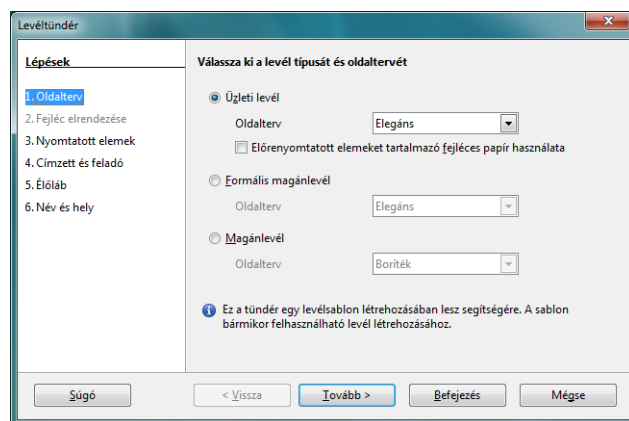 Levéltündér
Lépések
1. Oldalterv
2. Fejléc elrendezése
3. Nyomtatott elemek
4. Címzett és feladó
5. Élőláb
6. Név és hely
Válassza ki a levél típusát és oldaltervét
Üzleti levél
Oldalterv Elegáns
Előrenyomtatott elemeket tartalmazó fejléces papír használata
Formális magánlevél
Oldalterv Elegáns
Magánlevél
Oldalterv Boríték
Ez a tündér egy levélsablon létrehozásában lesz segítségére. A sablon
bármikor felhasználható levél létrehozásához.
Súgó < Vissza Tovább > Befejezés Mégse